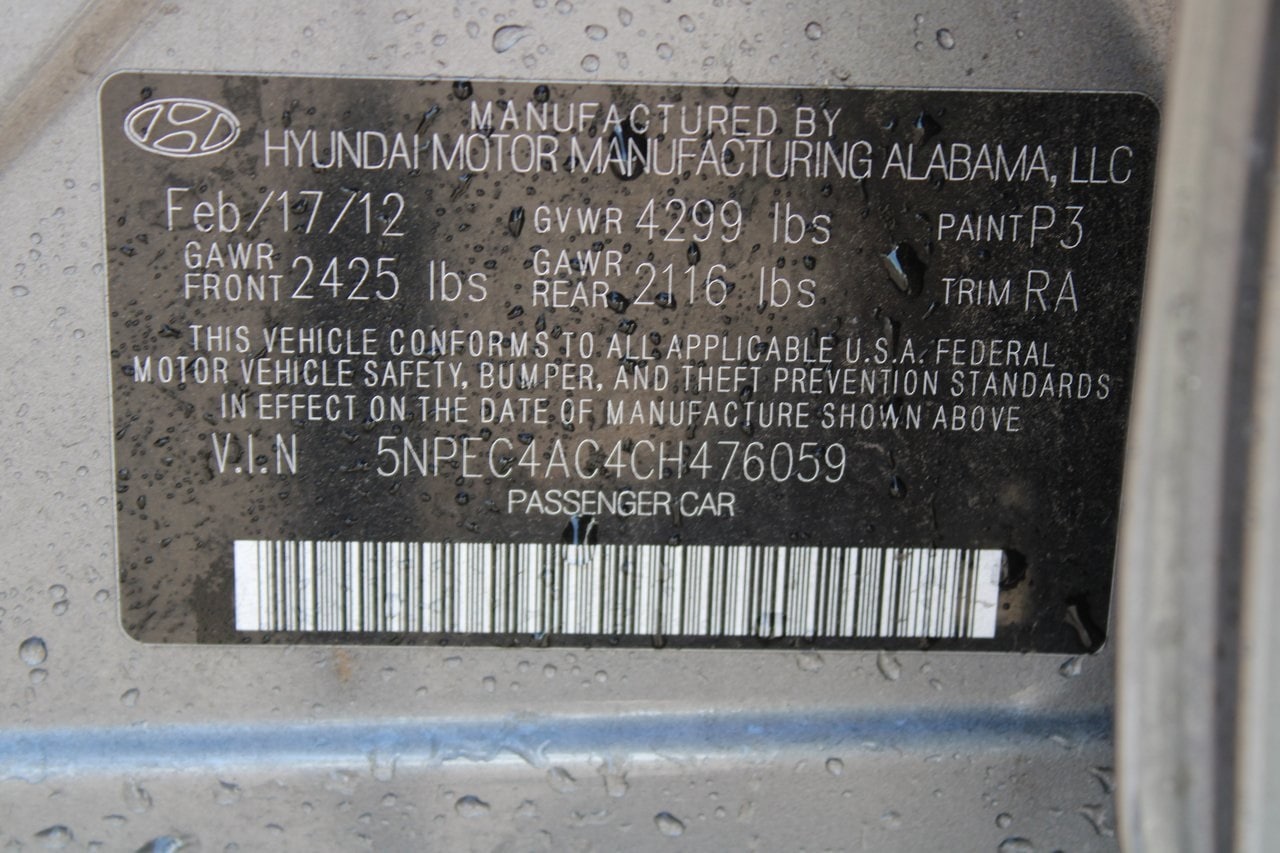 MANUFACTURED BY
HYUNDAI MOTOR MANUFACTURING ALABAMA, LLC
Feb/17/12 GVWR 4299 lbs PAINT P3
GAWR FRONT 2425 lbs GAWR REAR 2116 lbs TRIM RA
THIS VEHICLE CONFORMS TO ALL APPLICABLE U.S.A. FEDERAL
MOTOR VEHICLE SAFETY, BUMPER, AND THEFT PREVENTION STANDARDS
IN EFFECT ON THE DATE OF MANUFACTURE SHOWN ABOVE
V.I.N 5NPEC4AC4CH476059
PASSENGER CAR